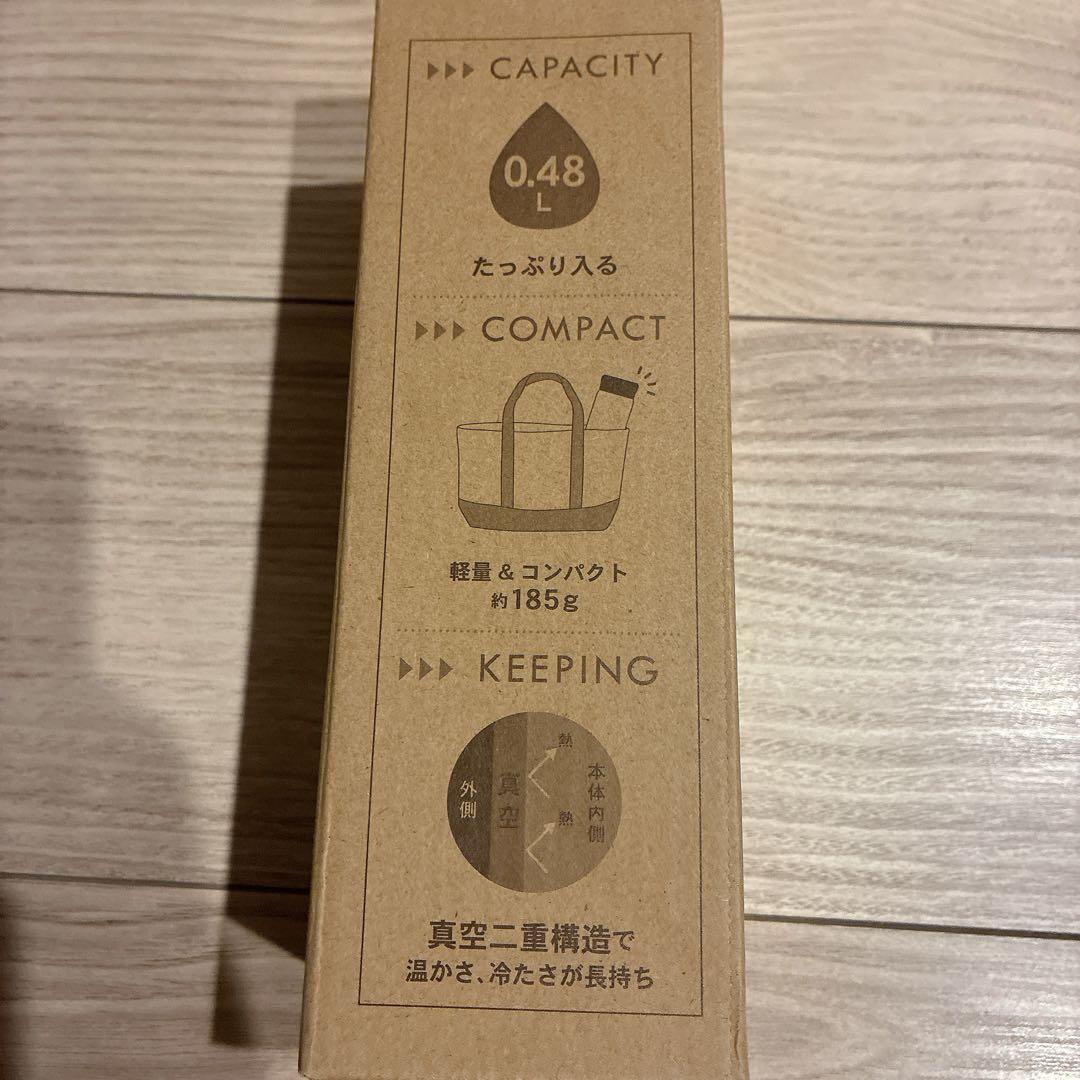 CAPACITY
0.48
L
たっぷり入る
COMPACT
軽量&コンパクト
約185g
KEEPING
外側
真空
熱
熱
本体内側
真空二重構造で
温かさ、冷たさが長持ち